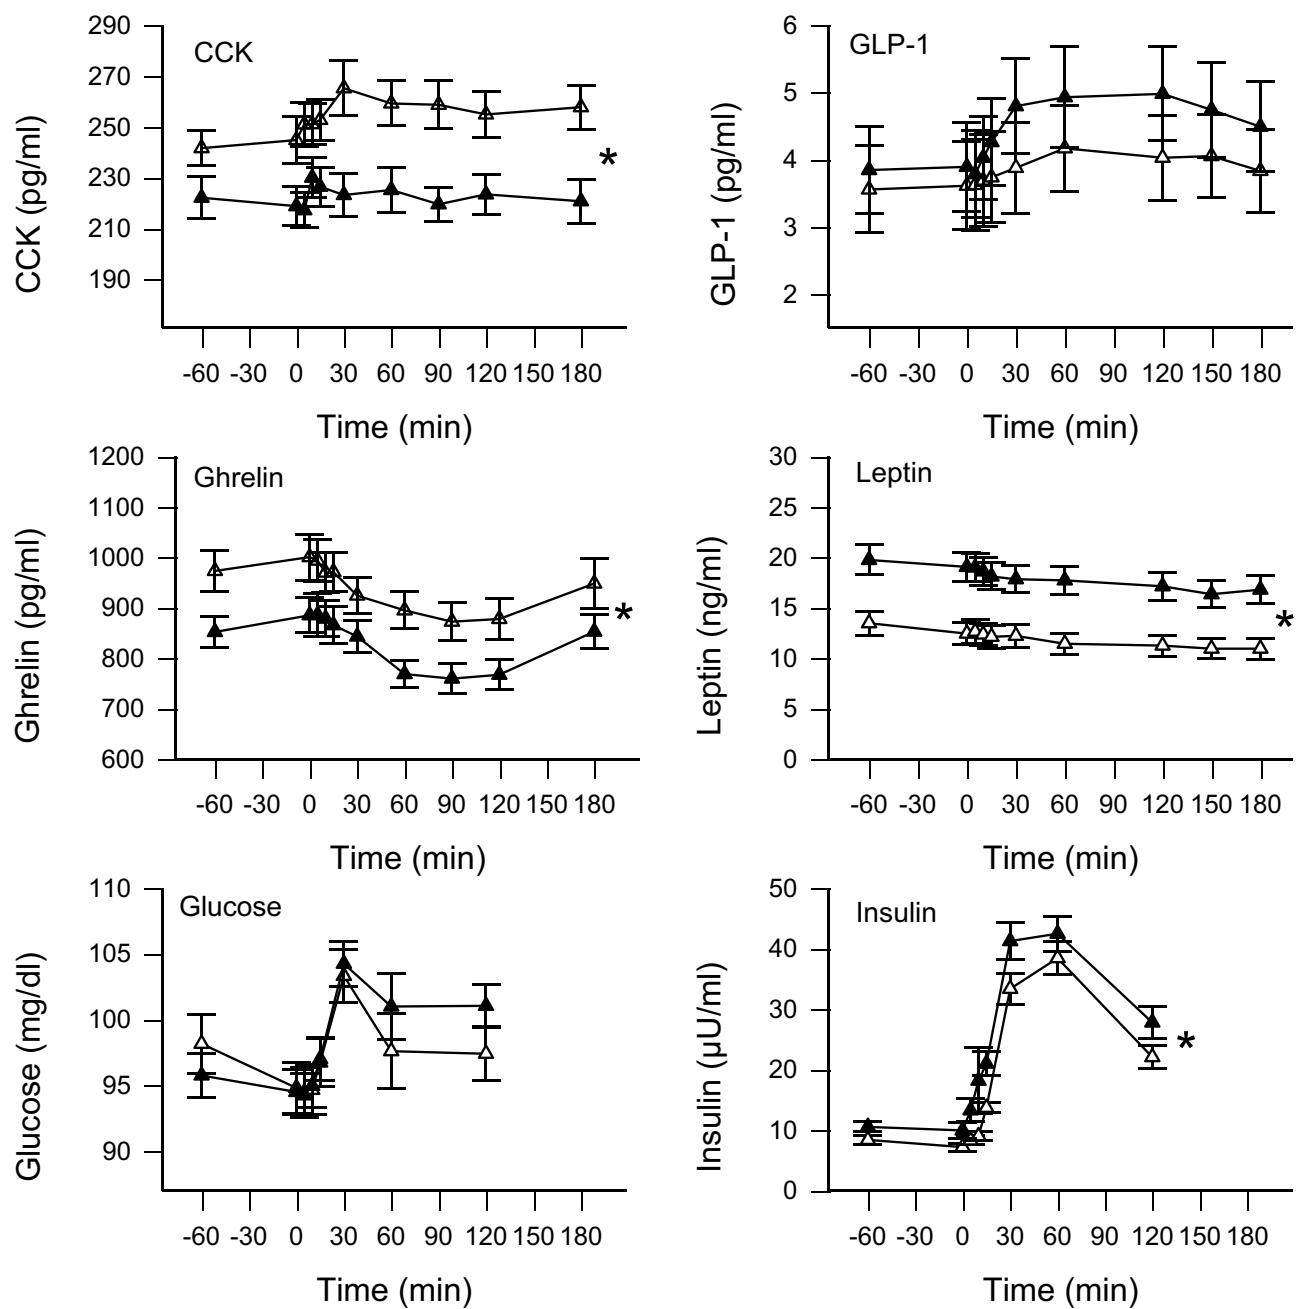 CCK
CCK (pg/ml)
290
270
250
230
210
190
*
-60 -30 0 30 60 90 120 150 180
Time (min)
GLP-1
GLP-1 (pg/ml)
6
5
4
3
2
-60 -30 0 30 60 90 120 150 180
Time (min)
Ghrelin
Ghrelin (pg/ml)
1200
1100
1000
900
800
700
600
*
-60 -30 0 30 60 90 120 150 180
Time (min)
Leptin
Leptin (ng/ml)
30
25
20
15
10
5
0
*
-60 -30 0 30 60 90 120 150 180
Time (min)
Glucose
Glucose (mg/dl)
110
105
100
95
90
-60 -30 0 30 60 90 120 150 180
Time (min)
Insulin
Insulin (µU/ml)
50
40
30
20
10
0
*
-60 -30 0 30 60 90 120 150 180
Time (min)